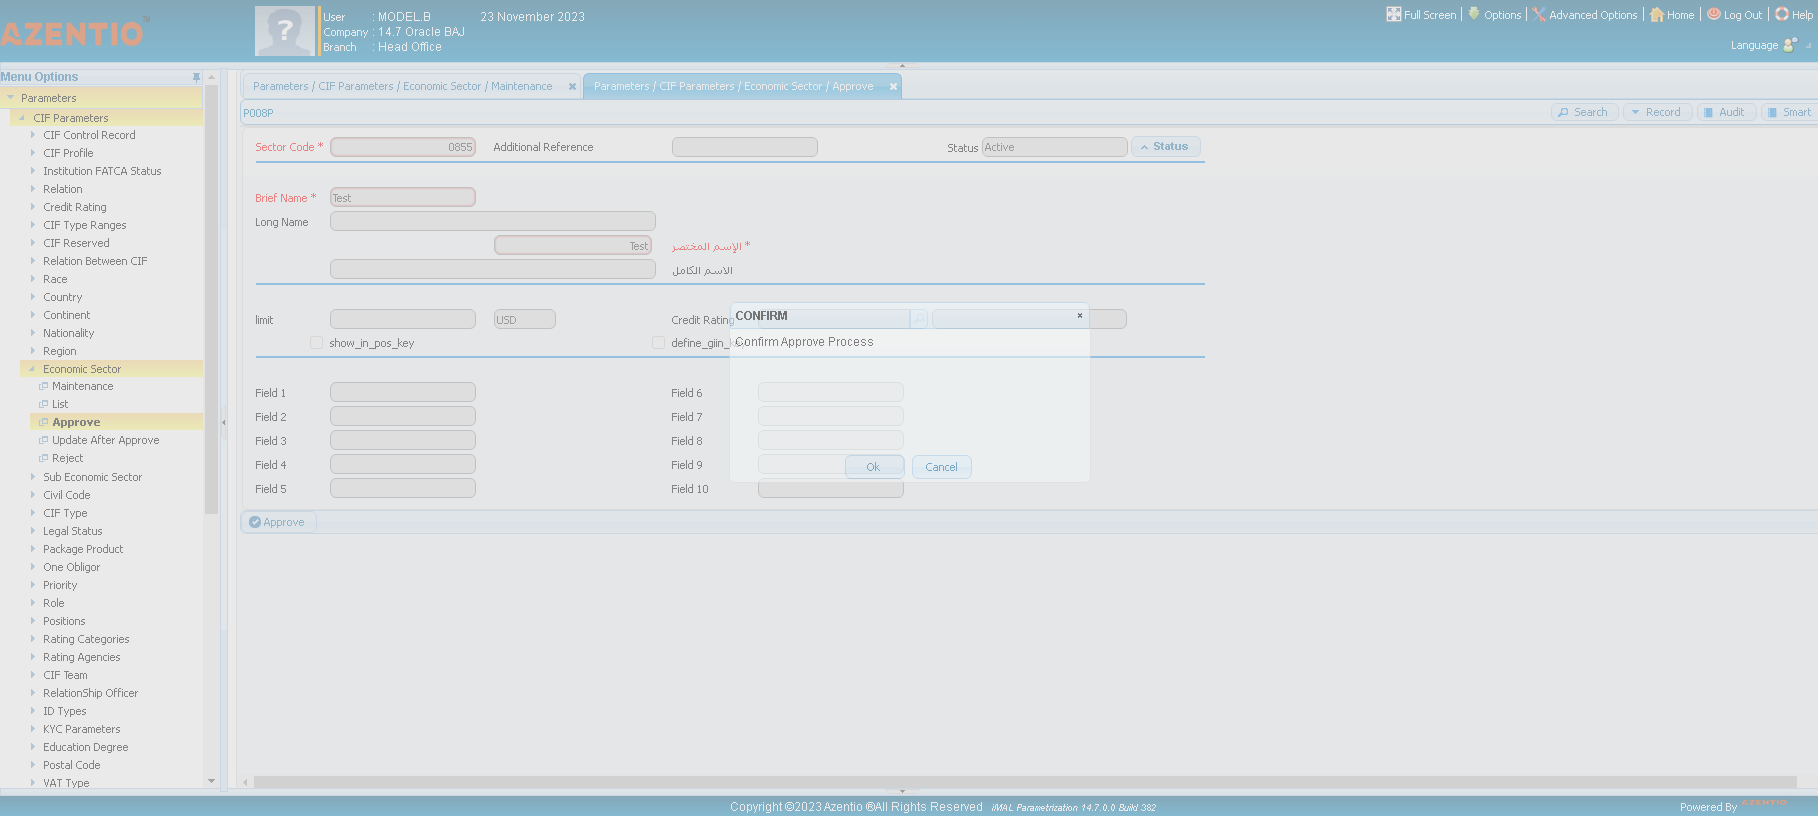 AZENTIO™
User : MODEL.B 23 November 2023
Company : 14.7 Oracle BAJ
Branch : Head Office
Full Screen Options Advanced Options Home Log Out Help
Language
Menu Options
Parameters
CIF Parameters
CIF Control Record
CIF Profile
Institution FATCA Status
Relation
Credit Rating
CIF Type Ranges
CIF Reserved
Relation Between CIF
Race
Country
Continent
Nationality
Region
Economic Sector
Maintenance
List
Approve
Update After Approve
Reject
Sub Economic Sector
Civil Code
CIF Type
Legal Status
Package Product
One Obligor
Priority
Role
Positions
Rating Categories
Rating Agencies
CIF Team
RelationShip Officer
ID Types
KYC Parameters
Education Degree
Postal Code
VAT Type
Parameters / CIF Parameters / Economic Sector / Maintenance
Parameters / CIF Parameters / Economic Sector / Approve
P008P Search Record Audit Smart
Sector Code * 0855 Additional Reference Status Active Status
Brief Name * Test
Long Name
Test الإسم المختصر *
الاسم الكامل
limit USD Credit Rating
show_in_pos_key define_giin_k
CONFIRM
Confirm Approve Process
Ok Cancel
Field 1 Field 6
Field 2 Field 7
Field 3 Field 8
Field 4 Field 9
Field 5 Field 10
Approve
Copyright ©2023 Azentio ®All Rights Reserved iMAL Parametrization 14.7.0.0 Build 382
Powered By AZENTIO